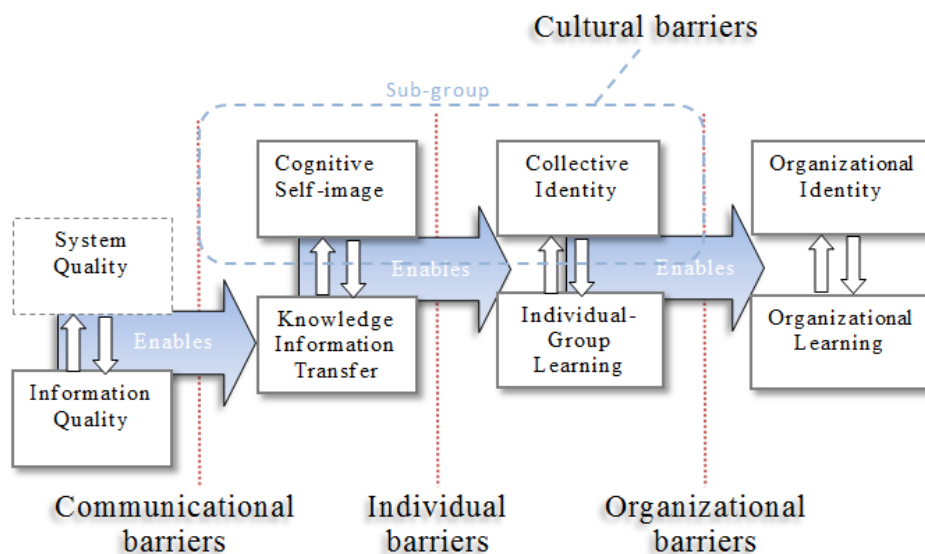 Cultural barriers
Sub-group
Cognitive
Self-image
Collective
Identity
Organizational
Identity
System
Quality
Enables
Enables
Enables
Knowledge
Information
Transfer
Individual-
Group
Learning
Organizational
Learning
Information
Quality
Communicational
barriers
Individual
barriers
Organizational
barriers